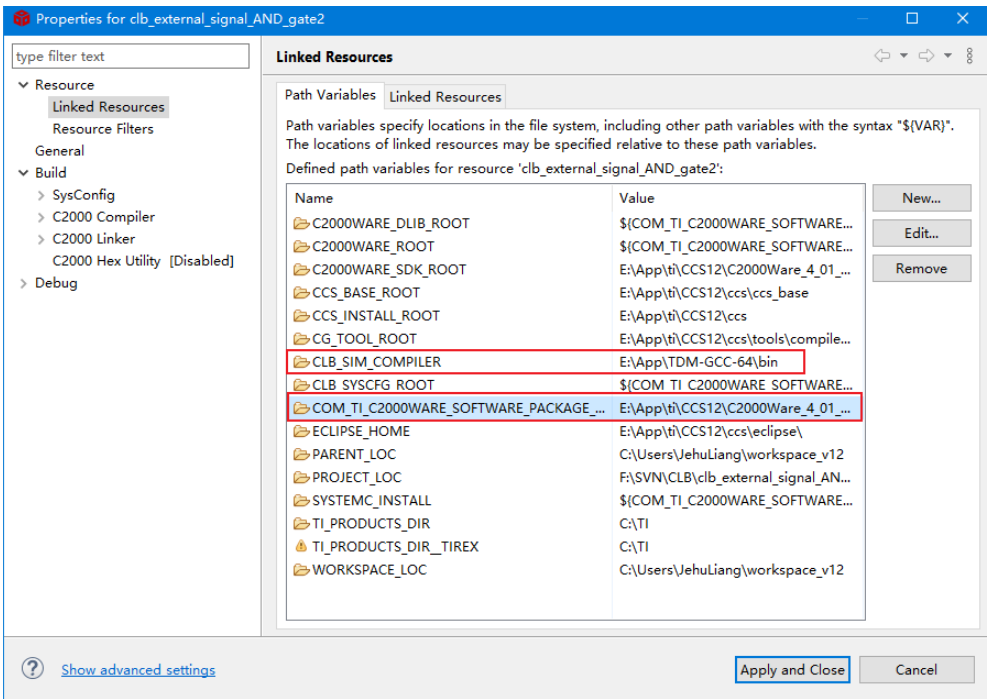 Properties for clb_external_signal_AND_gate2
type filter text
Resource
Linked Resources
Resource Filters
General
Build
SysConfig
C2000 Compiler
C2000 Linker
C2000 Hex Utility [Disabled]
Debug
Linked Resources
Path Variables Linked Resources
Path variables specify locations in the file system, including other path variables with the syntax "${VAR}".
The locations of linked resources may be specified relative to these path variables.
Defined path variables for resource 'clb_external_signal_AND_gate2':
Name Value
C2000WARE_DLIB_ROOT ${COM_TI_C2000WARE_SOFTWARE...
C2000WARE_ROOT ${COM_TI_C2000WARE_SOFTWARE...
C2000WARE_SDK_ROOT E:\App\ti\CCS12\C2000Ware_4_01_...
CCS_BASE_ROOT E:\App\ti\CCS12\ccs\ccs_base
CCS_INSTALL_ROOT E:\App\ti\CCS12\ccs
CG_TOOL_ROOT E:\App\ti\CCS12\ccs\tools\compile...
CLB_SIM_COMPILER E:\App\TDM-GCC-64\bin
CLB_SYSCFG_ROOT ${COM_TI_C2000WARE_SOFTWARE...
COM_TI_C2000WARE_SOFTWARE_PACKAGE_... E:\App\ti\CCS12\C2000Ware_4_01_...
ECLIPSE_HOME E:\App\ti\CCS12\ccs\eclipse\
PARENT_LOC C:\Users\JehuLiang\workspace_v12
PROJECT_LOC F:\SVN\CLB\clb_external_signal_AN...
SYSTEMC_INSTALL ${COM_TI_C2000WARE_SOFTWARE...
TI_PRODUCTS_DIR C:\TI
TI_PRODUCTS_DIR__TIREX C:\TI
WORKSPACE_LOC C:\Users\JehuLiang\workspace_v12
New...
Edit...
Remove
Show advanced settings
Apply and Close Cancel